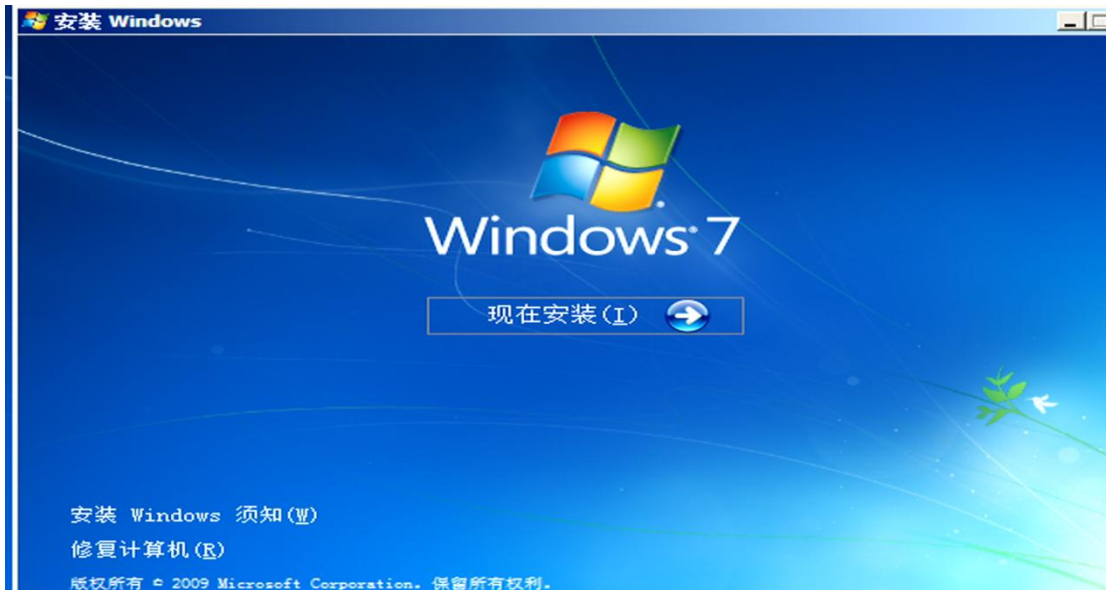 安装 Windows
Windows® 7
现在安装(I)
安装 Windows 须知(W)
修复计算机(R)
版权所有 © 2009 Microsoft Corporation。保留所有权利。